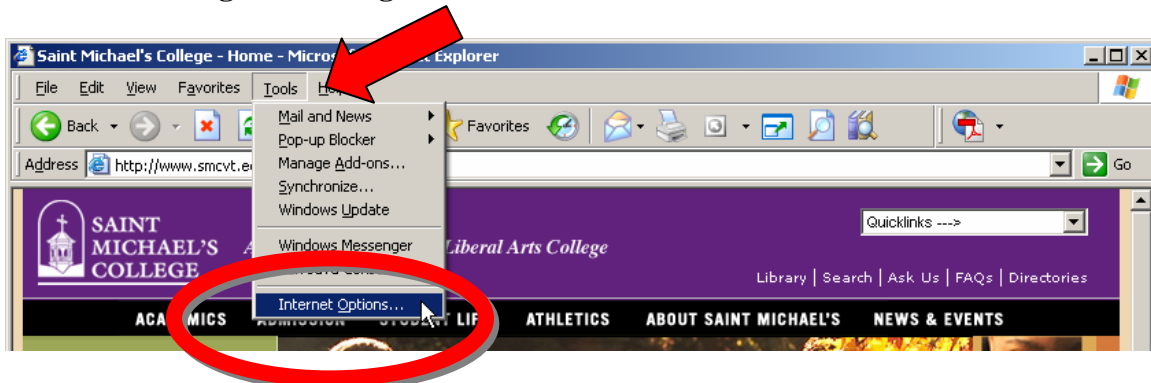 Saint Michael's College - Home - Micros Explorer
File Edit View Favorites Tools
Back Favorites
Address http://www.smcvt.e Go
Mail and News
Pop-up Blocker
Manage Add-ons...
Synchronize...
Windows Update
Windows Messenger
Internet Options...
SAINT
MICHAEL'S
COLLEGE
Liberal Arts College
Quicklinks --->
Library | Search | Ask Us | FAQs | Directories
ATHLETICS ABOUT SAINT MICHAEL'S NEWS & EVENTS